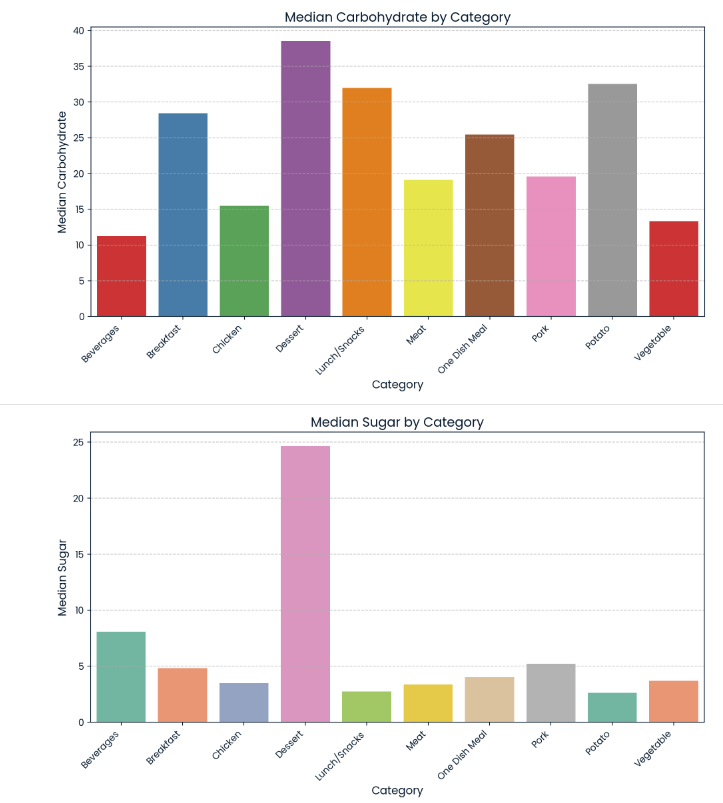 Median Carbohydrate by Category
40
35
30
25
20
15
10
5
0
Median Carbohydrate
Beverages
Breakfast
Chicken
Dessert
Lunch/Snacks
Meat
One Dish Meal
Pork
Potato
Vegetable
Category
Median Sugar by Category
25
20
15
10
5
0
Median Sugar
Beverages
Breakfast
Chicken
Dessert
Lunch/Snacks
Meat
One Dish Meal
Pork
Potato
Vegetable
Category